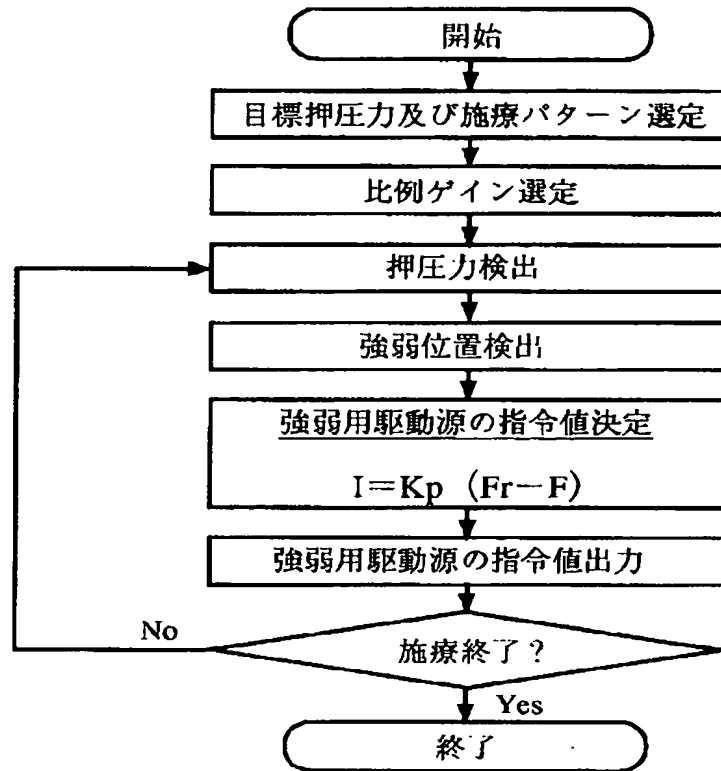 開始
目標押圧力及び施療パターン選定
比例ゲイン選定
押圧力検出
強弱位置検出
強弱用駆動源の指令値決定
I=Kp (Fr-F)
強弱用駆動源の指令値出力
施療終了?
No
Yes
終了